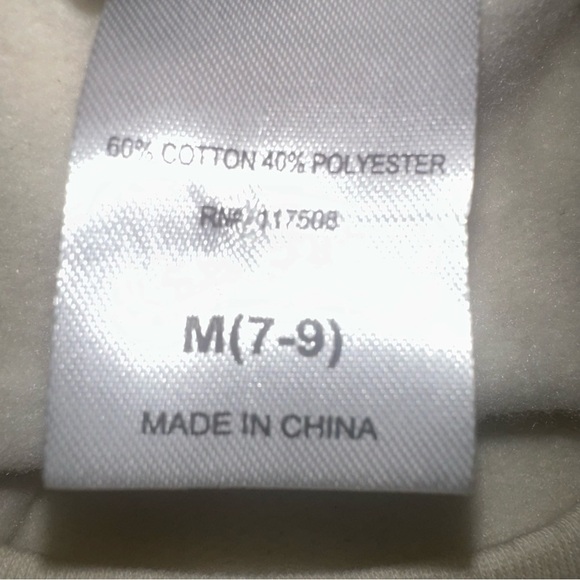 60% COTTON 40% POLYESTER
RN# 117508
M(7-9)
MADE IN CHINA